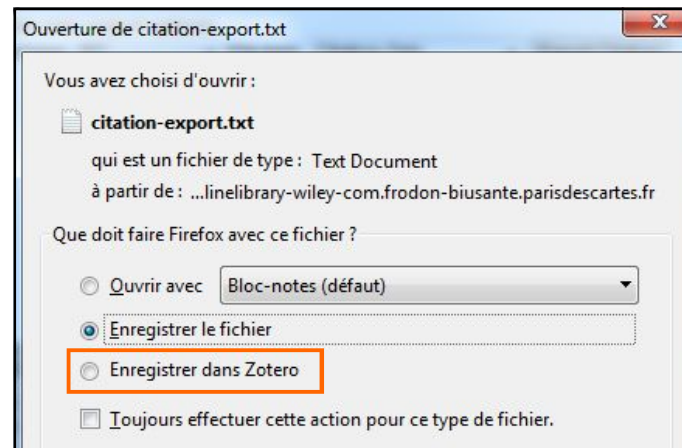 Ouverture de citation-export.txt
Vous avez choisi d'ouvrir :
citation-export.txt
qui est un fichier de type : Text Document
à partir de : ...linelibrary-wiley-com.frodon-biusante.parisdescartes.fr
Que doit faire Firefox avec ce fichier ?
Ouvrir avec Bloc-notes (défaut)
Enregistrer le fichier
Enregistrer dans Zotero
Toujours effectuer cette action pour ce type de fichier.